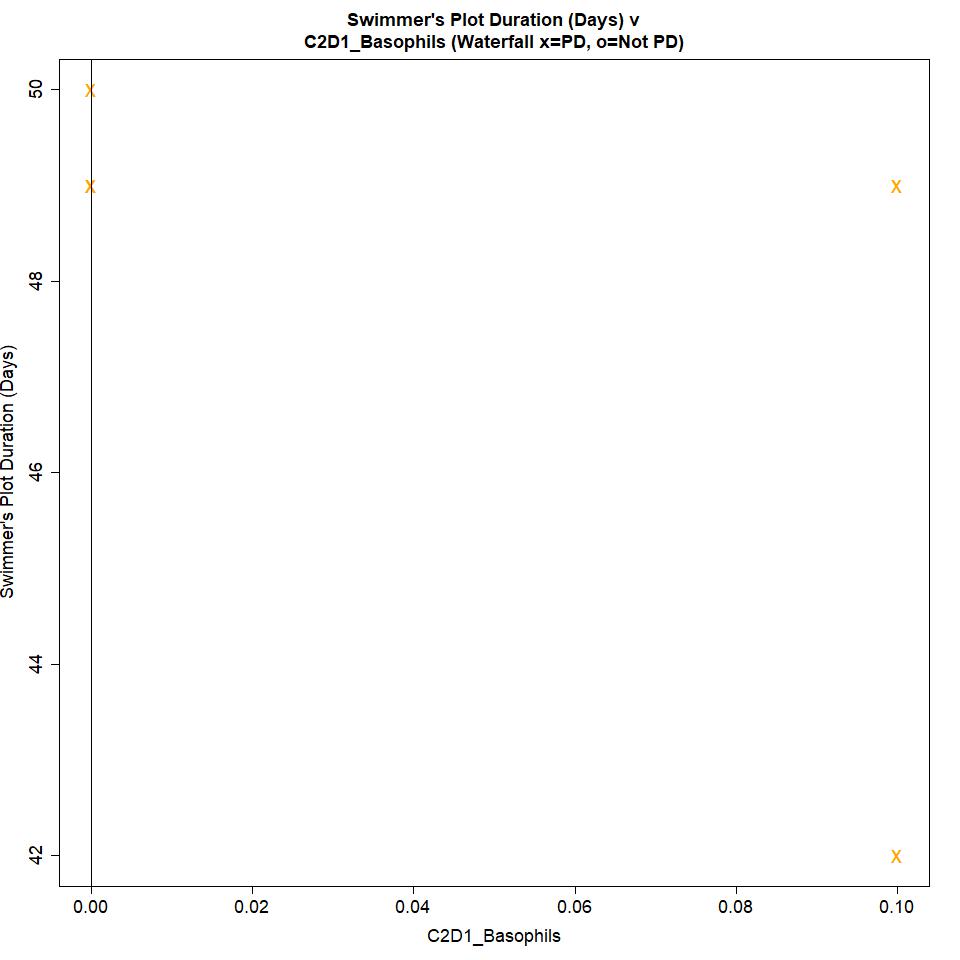 Swimmer's Plot Duration (Days) v
C2D1_Basophils (Waterfall x=PD, o=Not PD)
50
48
46
44
42
Swimmer's Plot Duration (Days)
X
X
X
X
0.00 0.02 0.04 0.06 0.08 0.10
C2D1_Basophils